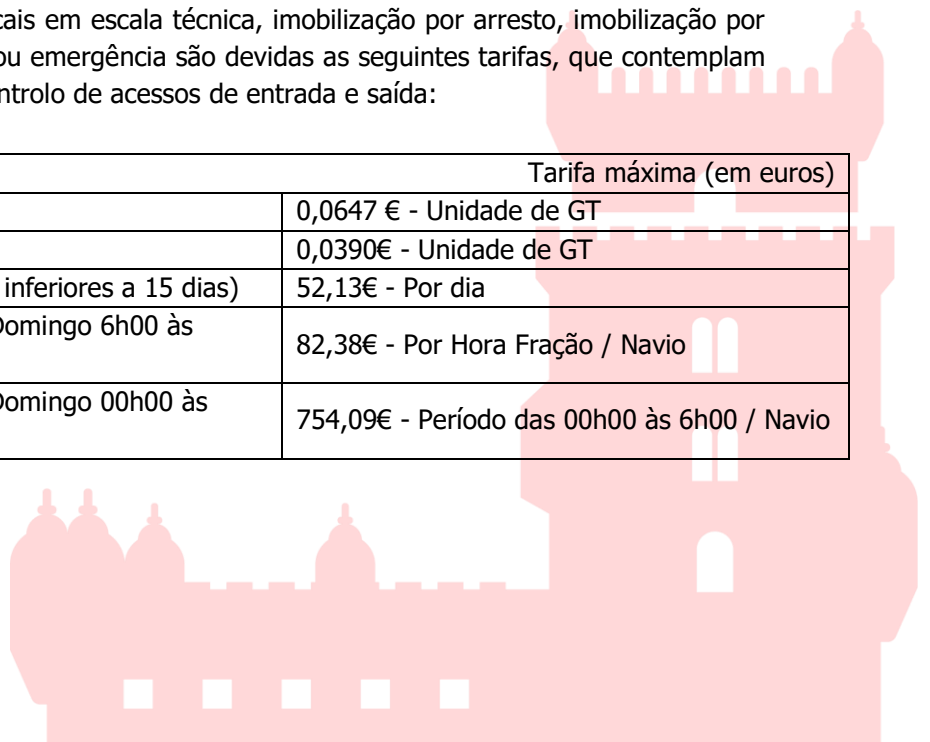 cais em escala técnica, imobilização por arresto, imobilização por
ou emergência são devidas as seguintes tarifas, que contemplam
ntrolo de acessos de entrada e saída:
Tarifa máxima (em euros)
0,0647 € - Unidade de GT
0,0390€ - Unidade de GT
inferiores a 15 dias) 52,13€ - Por dia
Domingo 6h00 às
82,38€ - Por Hora Fração / Navio
Domingo 00h00 às
754,09€ - Período das 00h00 às 6h00 / Navio